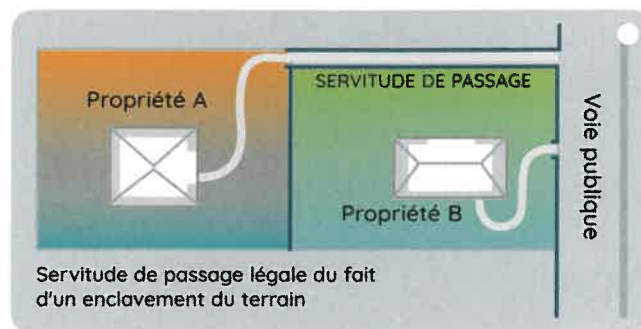 SERVITUDE DE PASSAGE
Propriété A
Propriété B
Voie publique
Servitude de passage légale du fait
d'un enclavement du terrain